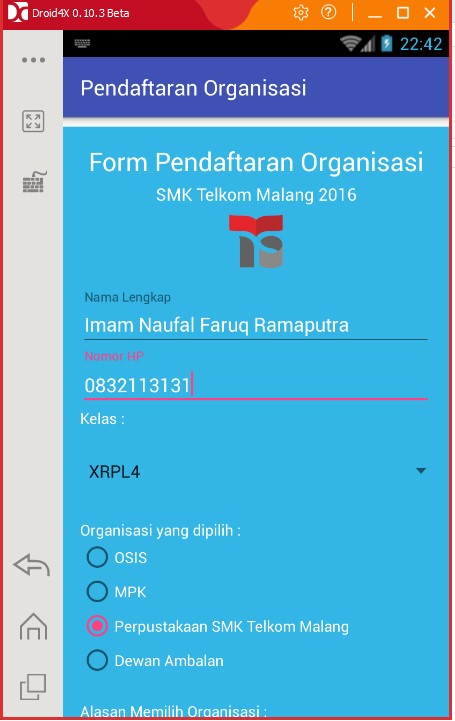 Droid4X 0.10.3 Beta
22:42
Pendaftaran Organisasi
Form Pendaftaran Organisasi
SMK Telkom Malang 2016
Nama Lengkap
Imam Naufal Faruq Ramaputra
Nomor HP
0832113131
Kelas :
XRPL4
Organisasi yang dipilih :
OSIS
MPK
Perpustakaan SMK Telkom Malang
Dewan Ambalan
Alasan Memilih Organisasi :